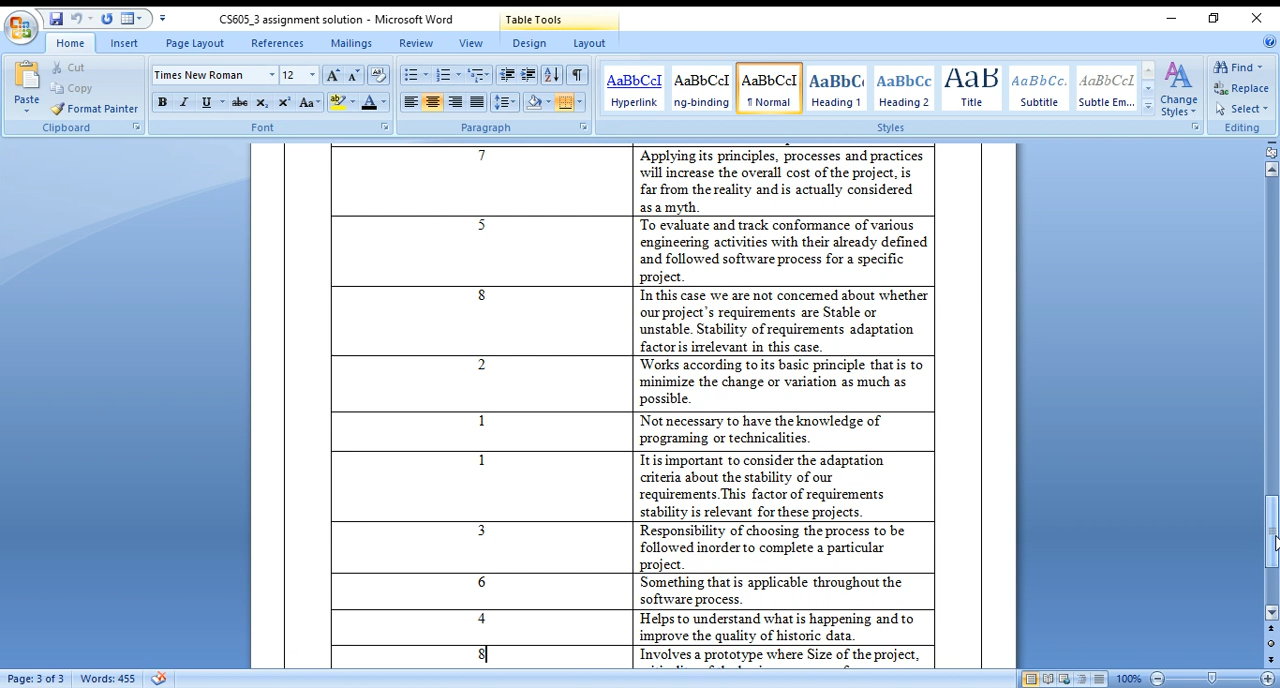 CS605_3 assignment solution - Microsoft Word
Table Tools
Home
Insert
Page Layout
References
Mailings
Review
View
Design
Layout
Paste
Cut
Copy
Format Painter
Clipboard
Times New Roman
12
Font
Paragraph
AaBbCcI
Hyperlink
AaBbCcI
ng-binding
AaBbCcI
¶ Normal
AaBbC
Heading 1
AaBbCc
Heading 2
AaB
Title
AaBbCc.
Subtitle
AaBbCcI
Subtle Em...
Change
Styles
Styles
Find
Replace
Select
Editing
7
Applying its principles, processes and practices
will increase the overall cost of the project, is
far from the reality and is actually considered
as a myth.
5
To evaluate and track conformance of various
engineering activities with their already defined
and followed software process for a specific
project.
8
In this case we are not concerned about whether
our project's requirements are Stable or
unstable. Stability of requirements adaptation
factor is irrelevant in this case.
2
Works according to its basic principle that is to
minimize the change or variation as much as
possible.
1
Not necessary to have the knowledge of
programing or technicalities.
1
It is important to consider the adaptation
criteria about the stability of our
requirements.This factor of requirements
stability is relevant for these projects.
3
Responsibility of choosing the process to be
followed inorder to complete a particular
project.
6
Something that is applicable throughout the
software process.
4
Helps to understand what is happening and to
improve the quality of historic data.
8
Involves a prototype where Size of the project,
Page: 3 of 3
Words: 455
100%